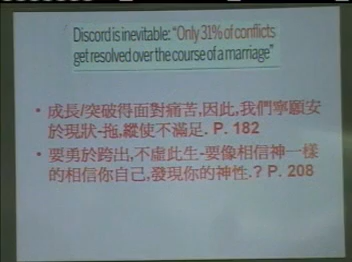 Discord is inevitable: "Only 31% of conflicts
get resolved over the course of a marriage"
• 成長/突破得面對痛苦,因此,我們寧願安
於現狀-拖,縱使不滿足. P. 182
• 要勇於跨出,不虛此生-要像相信神一樣
的相信你自己,發現你的神性.? P. 208